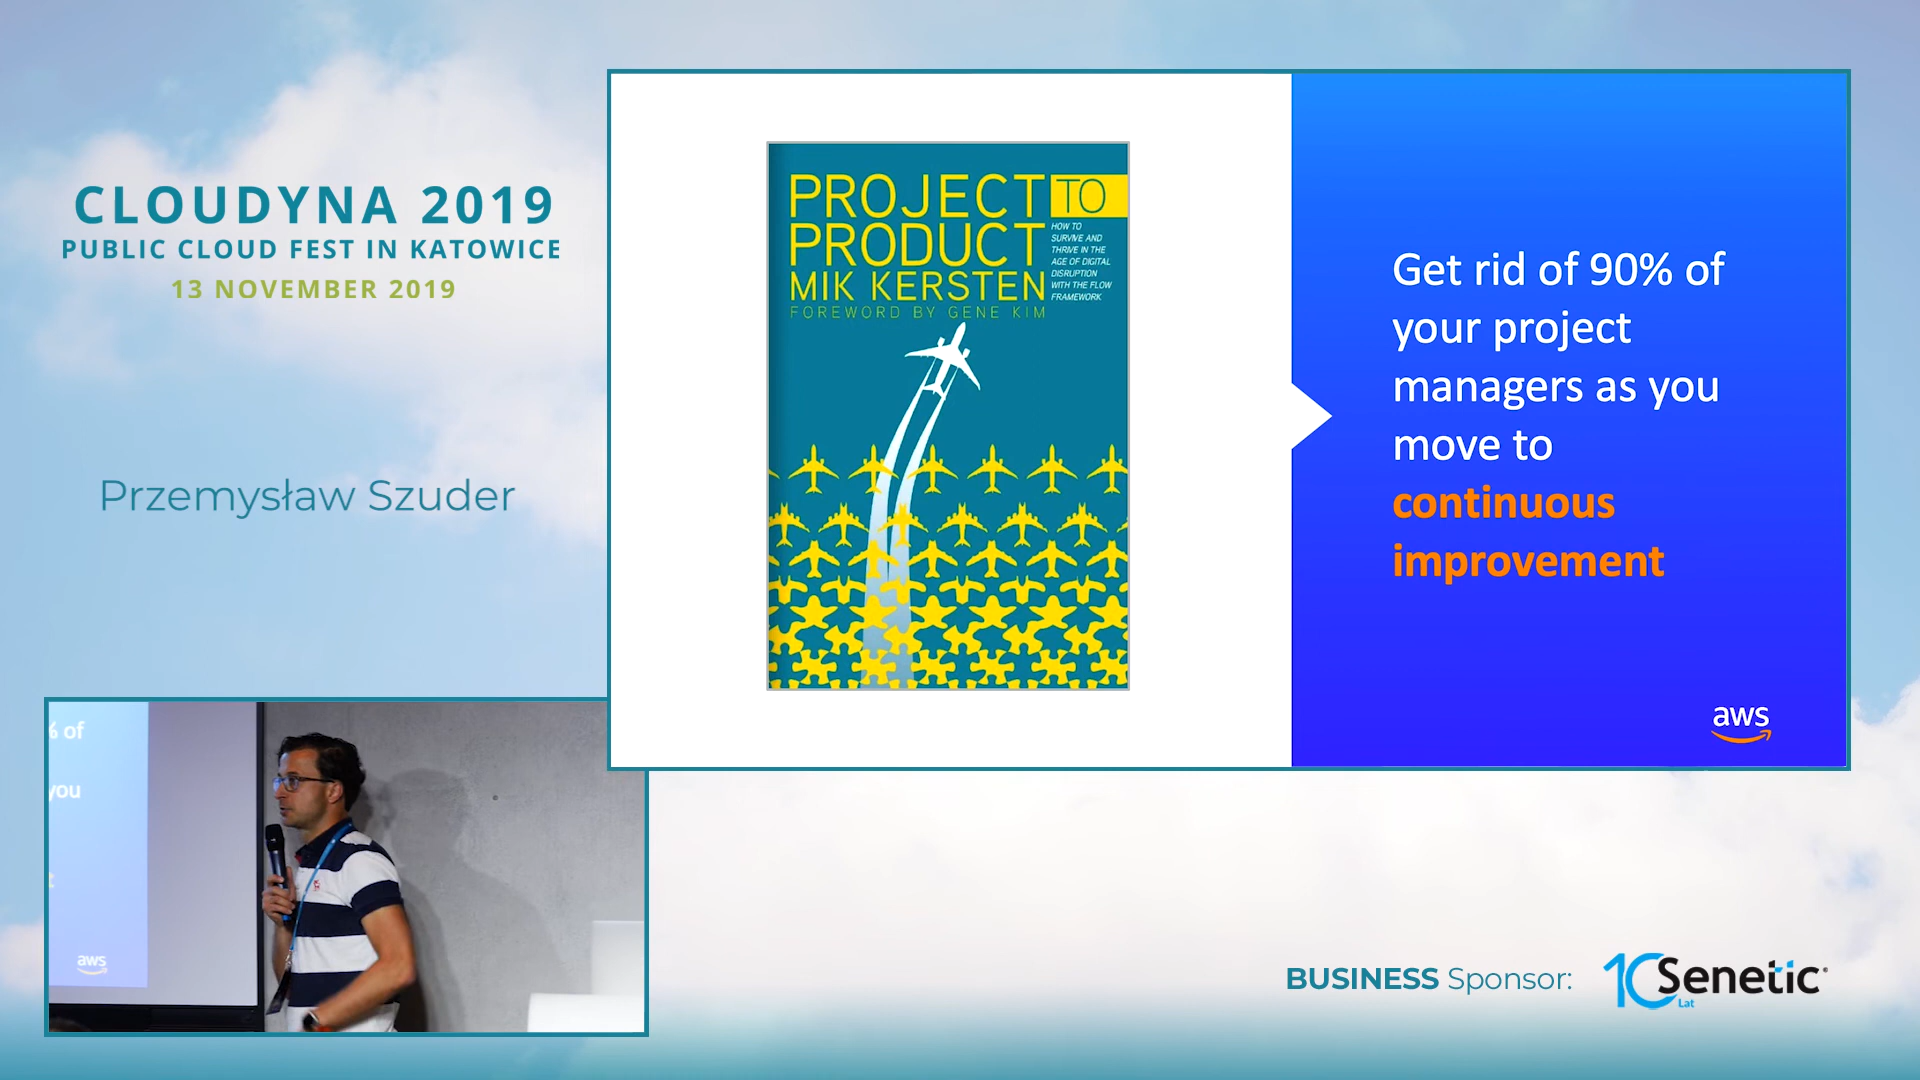 CLOUDYNA 2019
PUBLIC CLOUD FEST IN KATOWICE
13 NOVEMBER 2019
Przemysław Szuder
PROJECT TO
PRODUCT
MIK KERSTEN
FOREWORD BY GENE KIM
HOW TO
SURVIVE AND
THRIVE IN THE
AGE OF DIGITAL
DISRUPTION
WITH THE FLOW
FRAMEWORK
Get rid of 90% of
your project
managers as you
move to
continuous
improvement
aws
% of
you
aws
BUSINESS Sponsor:
10 Senetic
Lat